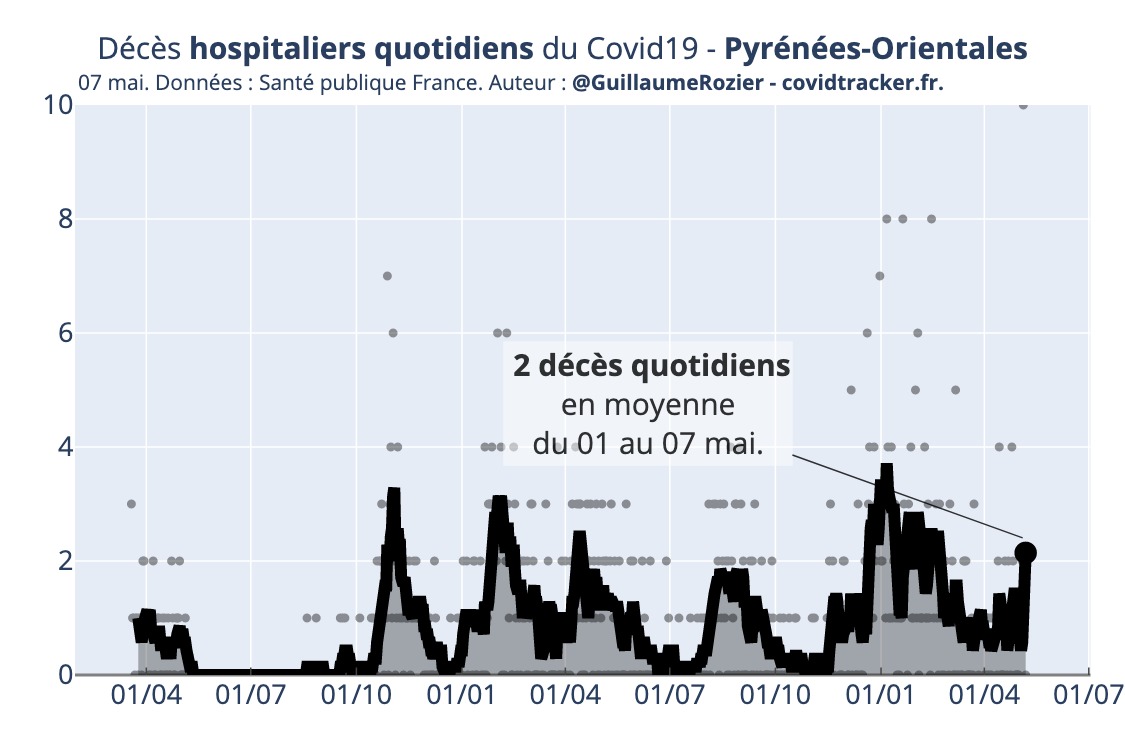 Décès hospitaliers quotidiens du Covid19 - Pyrénées-Orientales
07 mai. Données : Santé publique France. Auteur : @GuillaumeRozier - covidtracker.fr.
10
8
6
2 décès quotidiens
en moyenne
du 01 au 07 mai.
4
2
0
01/04 01/07 01/10 01/01 01/04 01/07 01/10 01/01 01/04 01/07